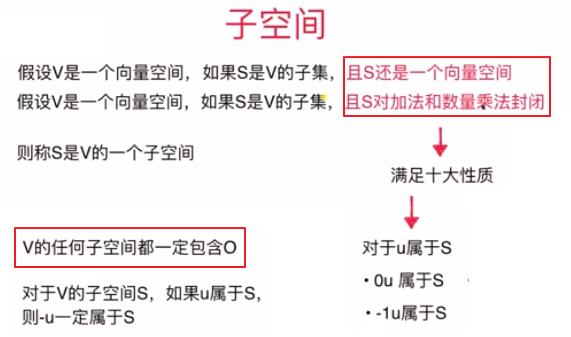 子空间
假设V是一个向量空间，如果S是V的子集，且S还是一个向量空间
假设V是一个向量空间，如果S是V的子集，且S对加法和数量乘法封闭
则称S是V的一个子空间
满足十大性质
V的任何子空间都一定包含O
对于V的子空间S，如果u属于S，
则-u一定属于S
对于u属于S
• 0u 属于S
• -1u属于S